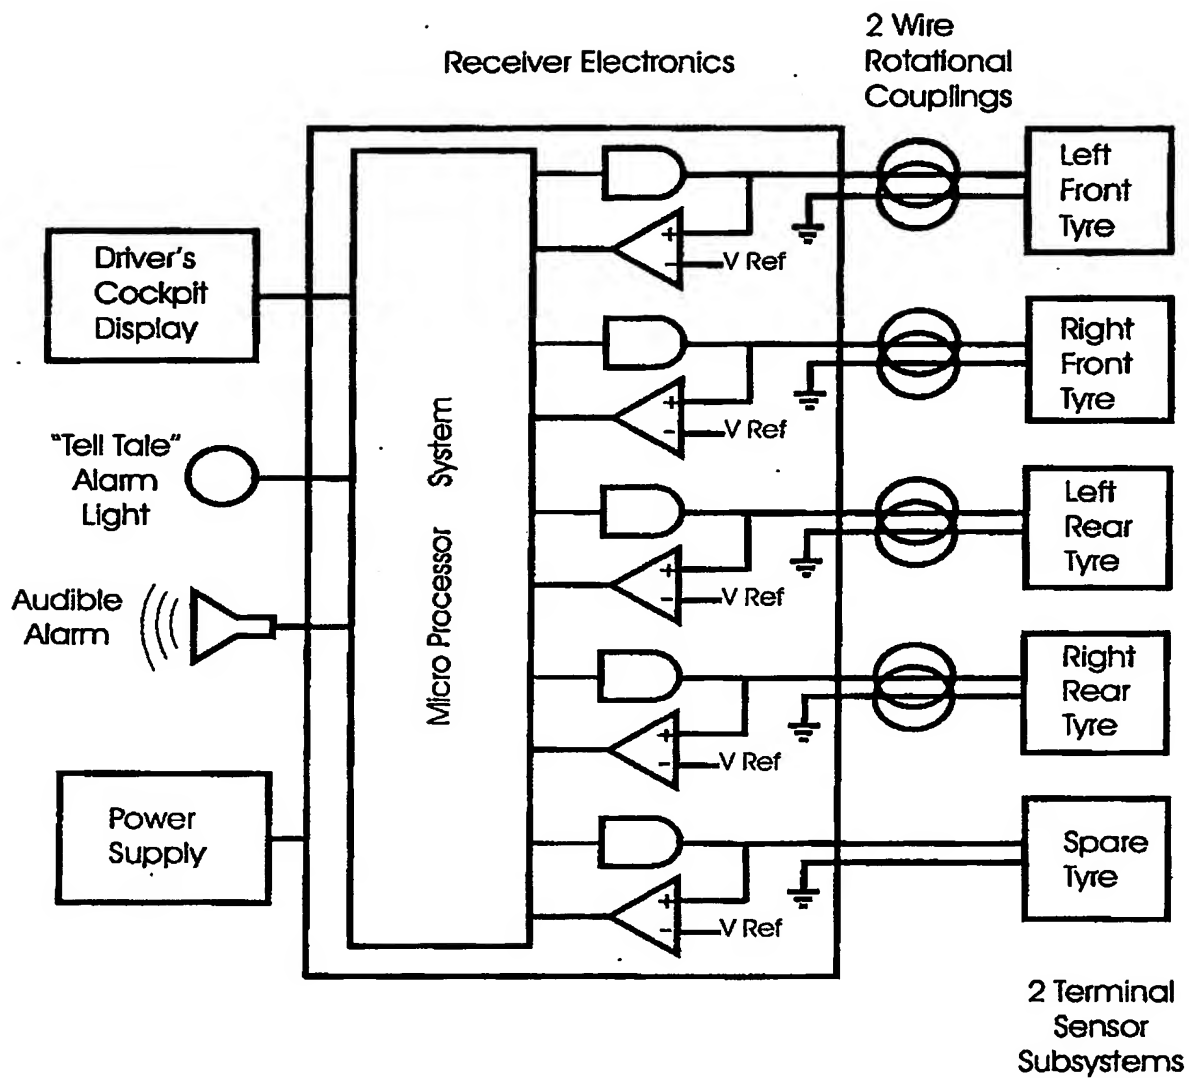 2 Wire
Rotational
Couplings
Receiver Electronics
Left
Front
Tyre
+
-
V Ref
Driver's
Cockpit
Display
Right
Front
Tyre
+
-
V Ref
"Tell Tale"
Alarm
Light
Micro Processor System
Left
Rear
Tyre
+
-
V Ref
Audible
Alarm
Right
Rear
Tyre
+
-
V Ref
Power
Supply
Spare
Tyre
+
-
V Ref
2 Terminal
Sensor
Subsystems